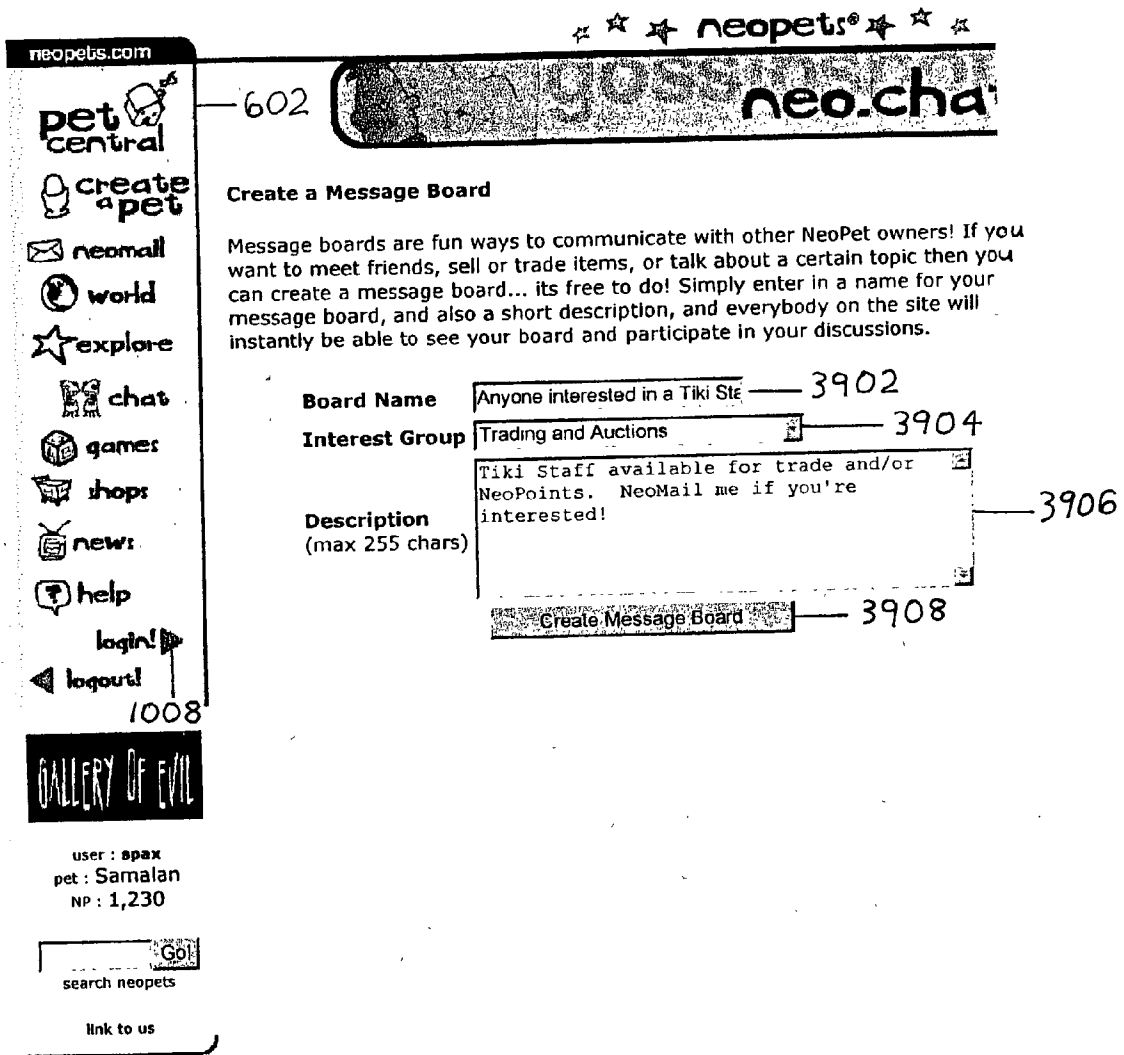 neopets®
neopets.com
pet central
602
neo.cha
create a pet
Create a Message Board
neomail
Message boards are fun ways to communicate with other NeoPet owners! If you
want to meet friends, sell or trade items, or talk about a certain topic then you
can create a message board... its free to do! Simply enter in a name for your
message board, and also a short description, and everybody on the site will
instantly be able to see your board and participate in your discussions.
world
explore
chat
games
shops
news
help
login!
logout!
1008
Board Name Anyone interested in a Tiki Sta 3902
Interest Group Trading and Auctions 3904
Description
(max 255 chars)
Tiki Staff available for trade and/or
NeoPoints. NeoMail me if you're
interested!
3906
Create Message Board 3908
GALLERY OF EVIL
user : spax
pet : Samalan
NP : 1,230
Go!
search neopets
link to us